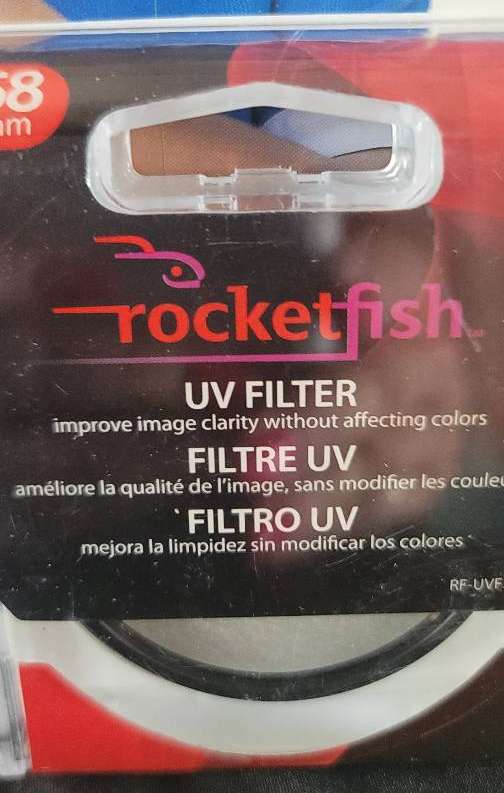 58
mm
rocketfish™
UV FILTER
improve image clarity without affecting colors
FILTRE UV
améliore la qualité de l'image, sans modifier les
FILTRO UV
mejora la limpidez sin modificar los colores